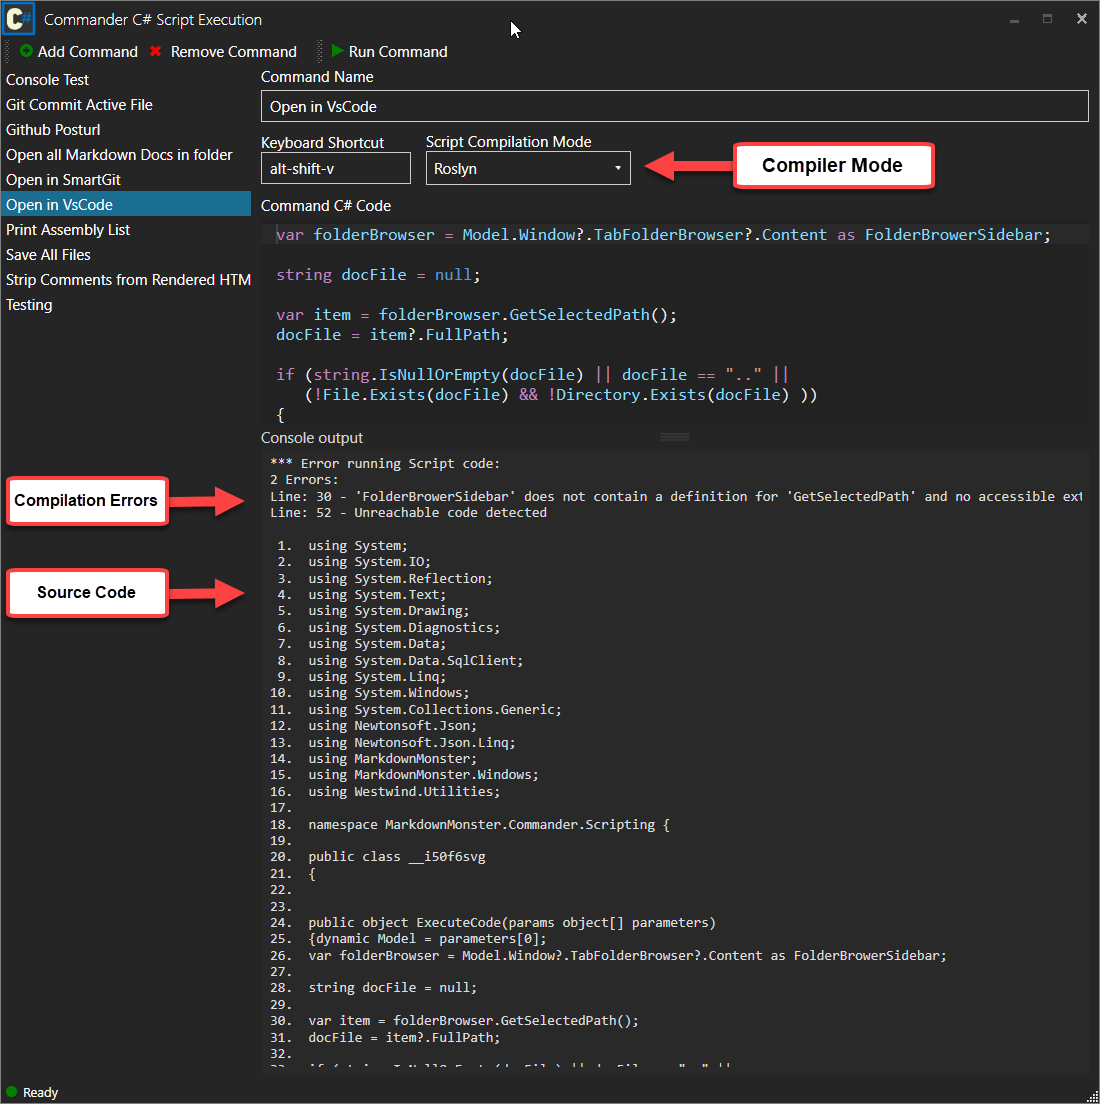 C#
Commander C# Script Execution
Add Command
Remove Command
Run Command
Console Test
Git Commit Active File
Github Posturl
Open all Markdown Docs in folder
Open in SmartGit
Open in VsCode
Print Assembly List
Save All Files
Strip Comments from Rendered HTM
Testing
Command Name
Open in VsCode
Keyboard Shortcut
Script Compilation Mode
alt-shift-v
Roslyn
Compiler Mode
Command C# Code
var folderBrowser = Model.Window?.TabFolderBrowser?.Content as FolderBrowerSidebar;
string docFile = null;
var item = folderBrowser.GetSelectedPath();
docFile = item?.FullPath;
if (string.IsNullOrEmpty(docFile) || docFile == ".." ||
(!File.Exists(docFile) && !Directory.Exists(docFile) ))
{
Console output
*** Error running Script code:
2 Errors:
Line: 30 - 'FolderBrowerSidebar' does not contain a definition for 'GetSelectedPath' and no accessible ext
Line: 52 - Unreachable code detected
Compilation Errors
Source Code
1. using System;
2. using System.IO;
3. using System.Reflection;
4. using System.Text;
5. using System.Drawing;
6. using System.Diagnostics;
7. using System.Data;
8. using System.Data.SqlClient;
9. using System.Linq;
10. using System.Windows;
11. using System.Collections.Generic;
12. using Newtonsoft.Json;
13. using Newtonsoft.Json.Linq;
14. using MarkdownMonster;
15. using MarkdownMonster.Windows;
16. using Westwind.Utilities;
17.
18. namespace MarkdownMonster.Commander.Scripting {
19.
20. public class __i50f6svg
21. {
22.
23.
24. public object ExecuteCode(params object[] parameters)
25. {dynamic Model = parameters[0];
26. var folderBrowser = Model.Window?.TabFolderBrowser?.Content as FolderBrowerSidebar;
27.
28. string docFile = null;
29.
30. var item = folderBrowser.GetSelectedPath();
31. docFile = item?.FullPath;
32.
Ready